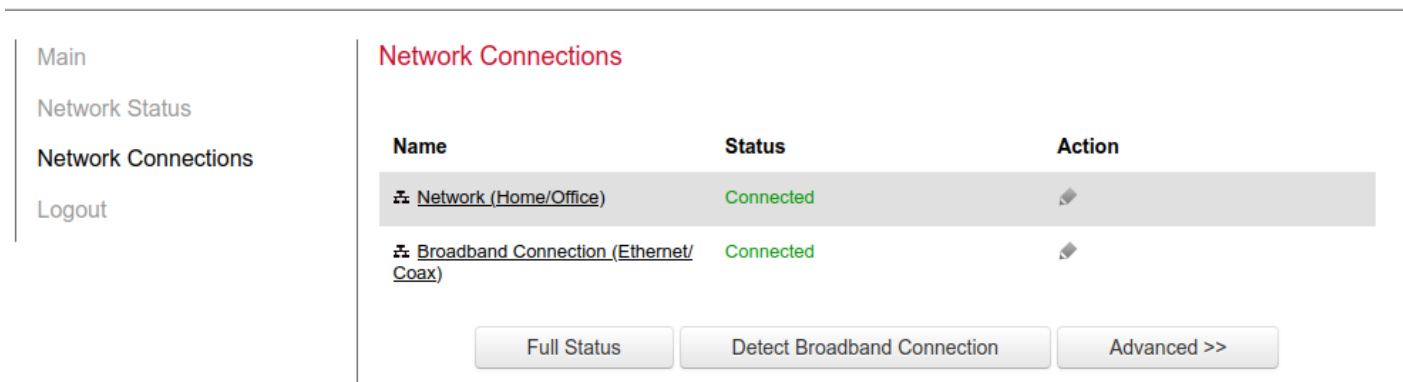 Main
Network Status
Network Connections
Logout
Network Connections
Name Status Action
Network (Home/Office) Connected
Broadband Connection (Ethernet/ Connected
Coax)
Full Status Detect Broadband Connection Advanced >>